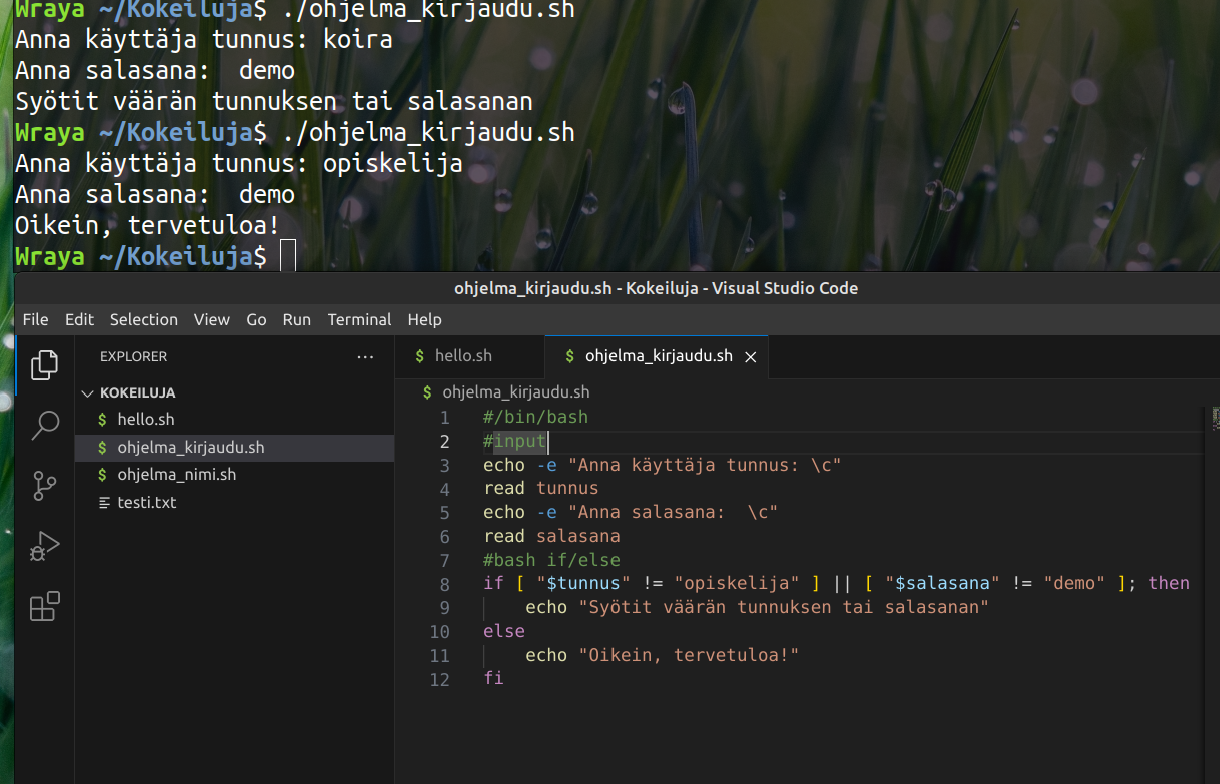 Wraya ~/Kokeiluja$ ./ohjelma_kirjaudu.sh
Anna käyttäja tunnus: koira
Anna salasana:  demo
Syötit väärän tunnuksen tai salasanan
Wraya ~/Kokeiluja$ ./ohjelma_kirjaudu.sh
Anna käyttäja tunnus: opiskelija
Anna salasana:  demo
Oikein, tervetuloa!
Wraya ~/Kokeiluja$
ohjelma_kirjaudu.sh - Kokeiluja - Visual Studio Code
File Edit Selection View Go Run Terminal Help
EXPLORER ...
KOKEILUJA
$ hello.sh
$ ohjelma_kirjaudu.sh
$ ohjelma_nimi.sh
testi.txt
$ hello.sh $ ohjelma_kirjaudu.sh
$ ohjelma_kirjaudu.sh
1 #/bin/bash
2 #input
3 echo -e "Anna käyttäja tunnus: \c"
4 read tunnus
5 echo -e "Anna salasana:  \c"
6 read salasana
7 #bash if/else
8 if [ "$tunnus" != "opiskelija" ] || [ "$salasana" != "demo" ]; then
9     echo "Syötit väärän tunnuksen tai salasanan"
10 else
11     echo "Oikein, tervetuloa!"
12 fi